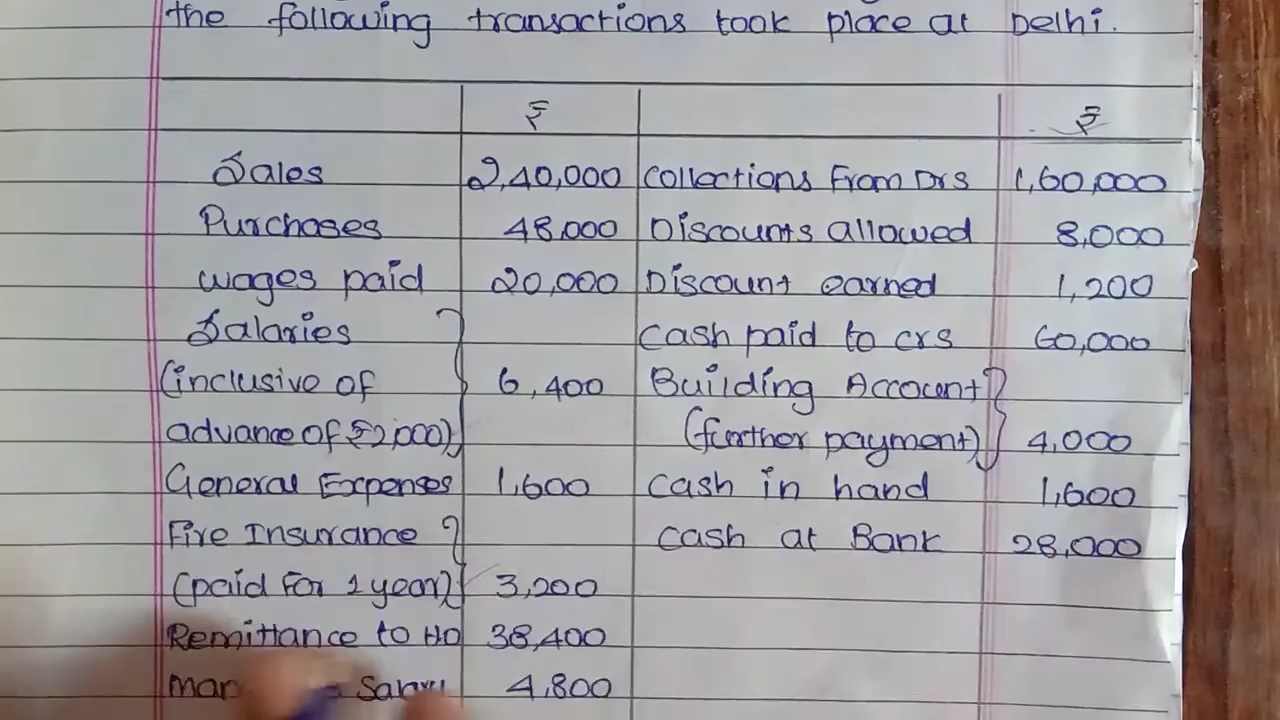 the following transactions took place at Delhi.
₹ ₹
Sales 2,40,000 Collections From Drs 1,60,000
Purchases 48,000 Discounts allowed 8,000
wages paid 20,000 Discount earned 1,200
Salaries cash paid to crs 60,000
(inclusive of 6,400 Building Account
advance of ₹2,000) (further payment) 4,000
General Expenses 1,600 cash in hand 1,600
Fire Insurance cash at Bank 28,000
(paid For 1 year) 3,200
Remittance to HO 38,400
4,800